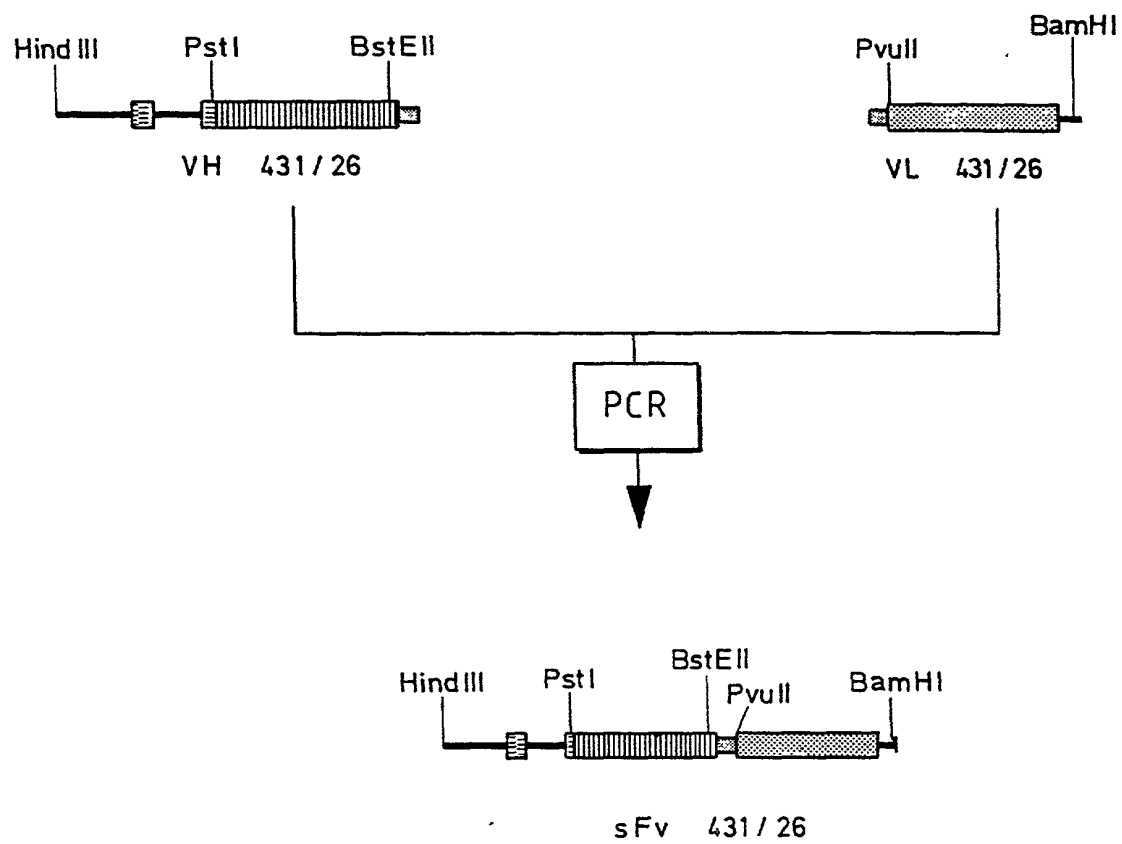 Hind III PstI BstEII PvuII BamHI
VH 431/26 VL 431/26
PCR
HindIII PstI BstEII PvuII BamHI
sFv 431/26